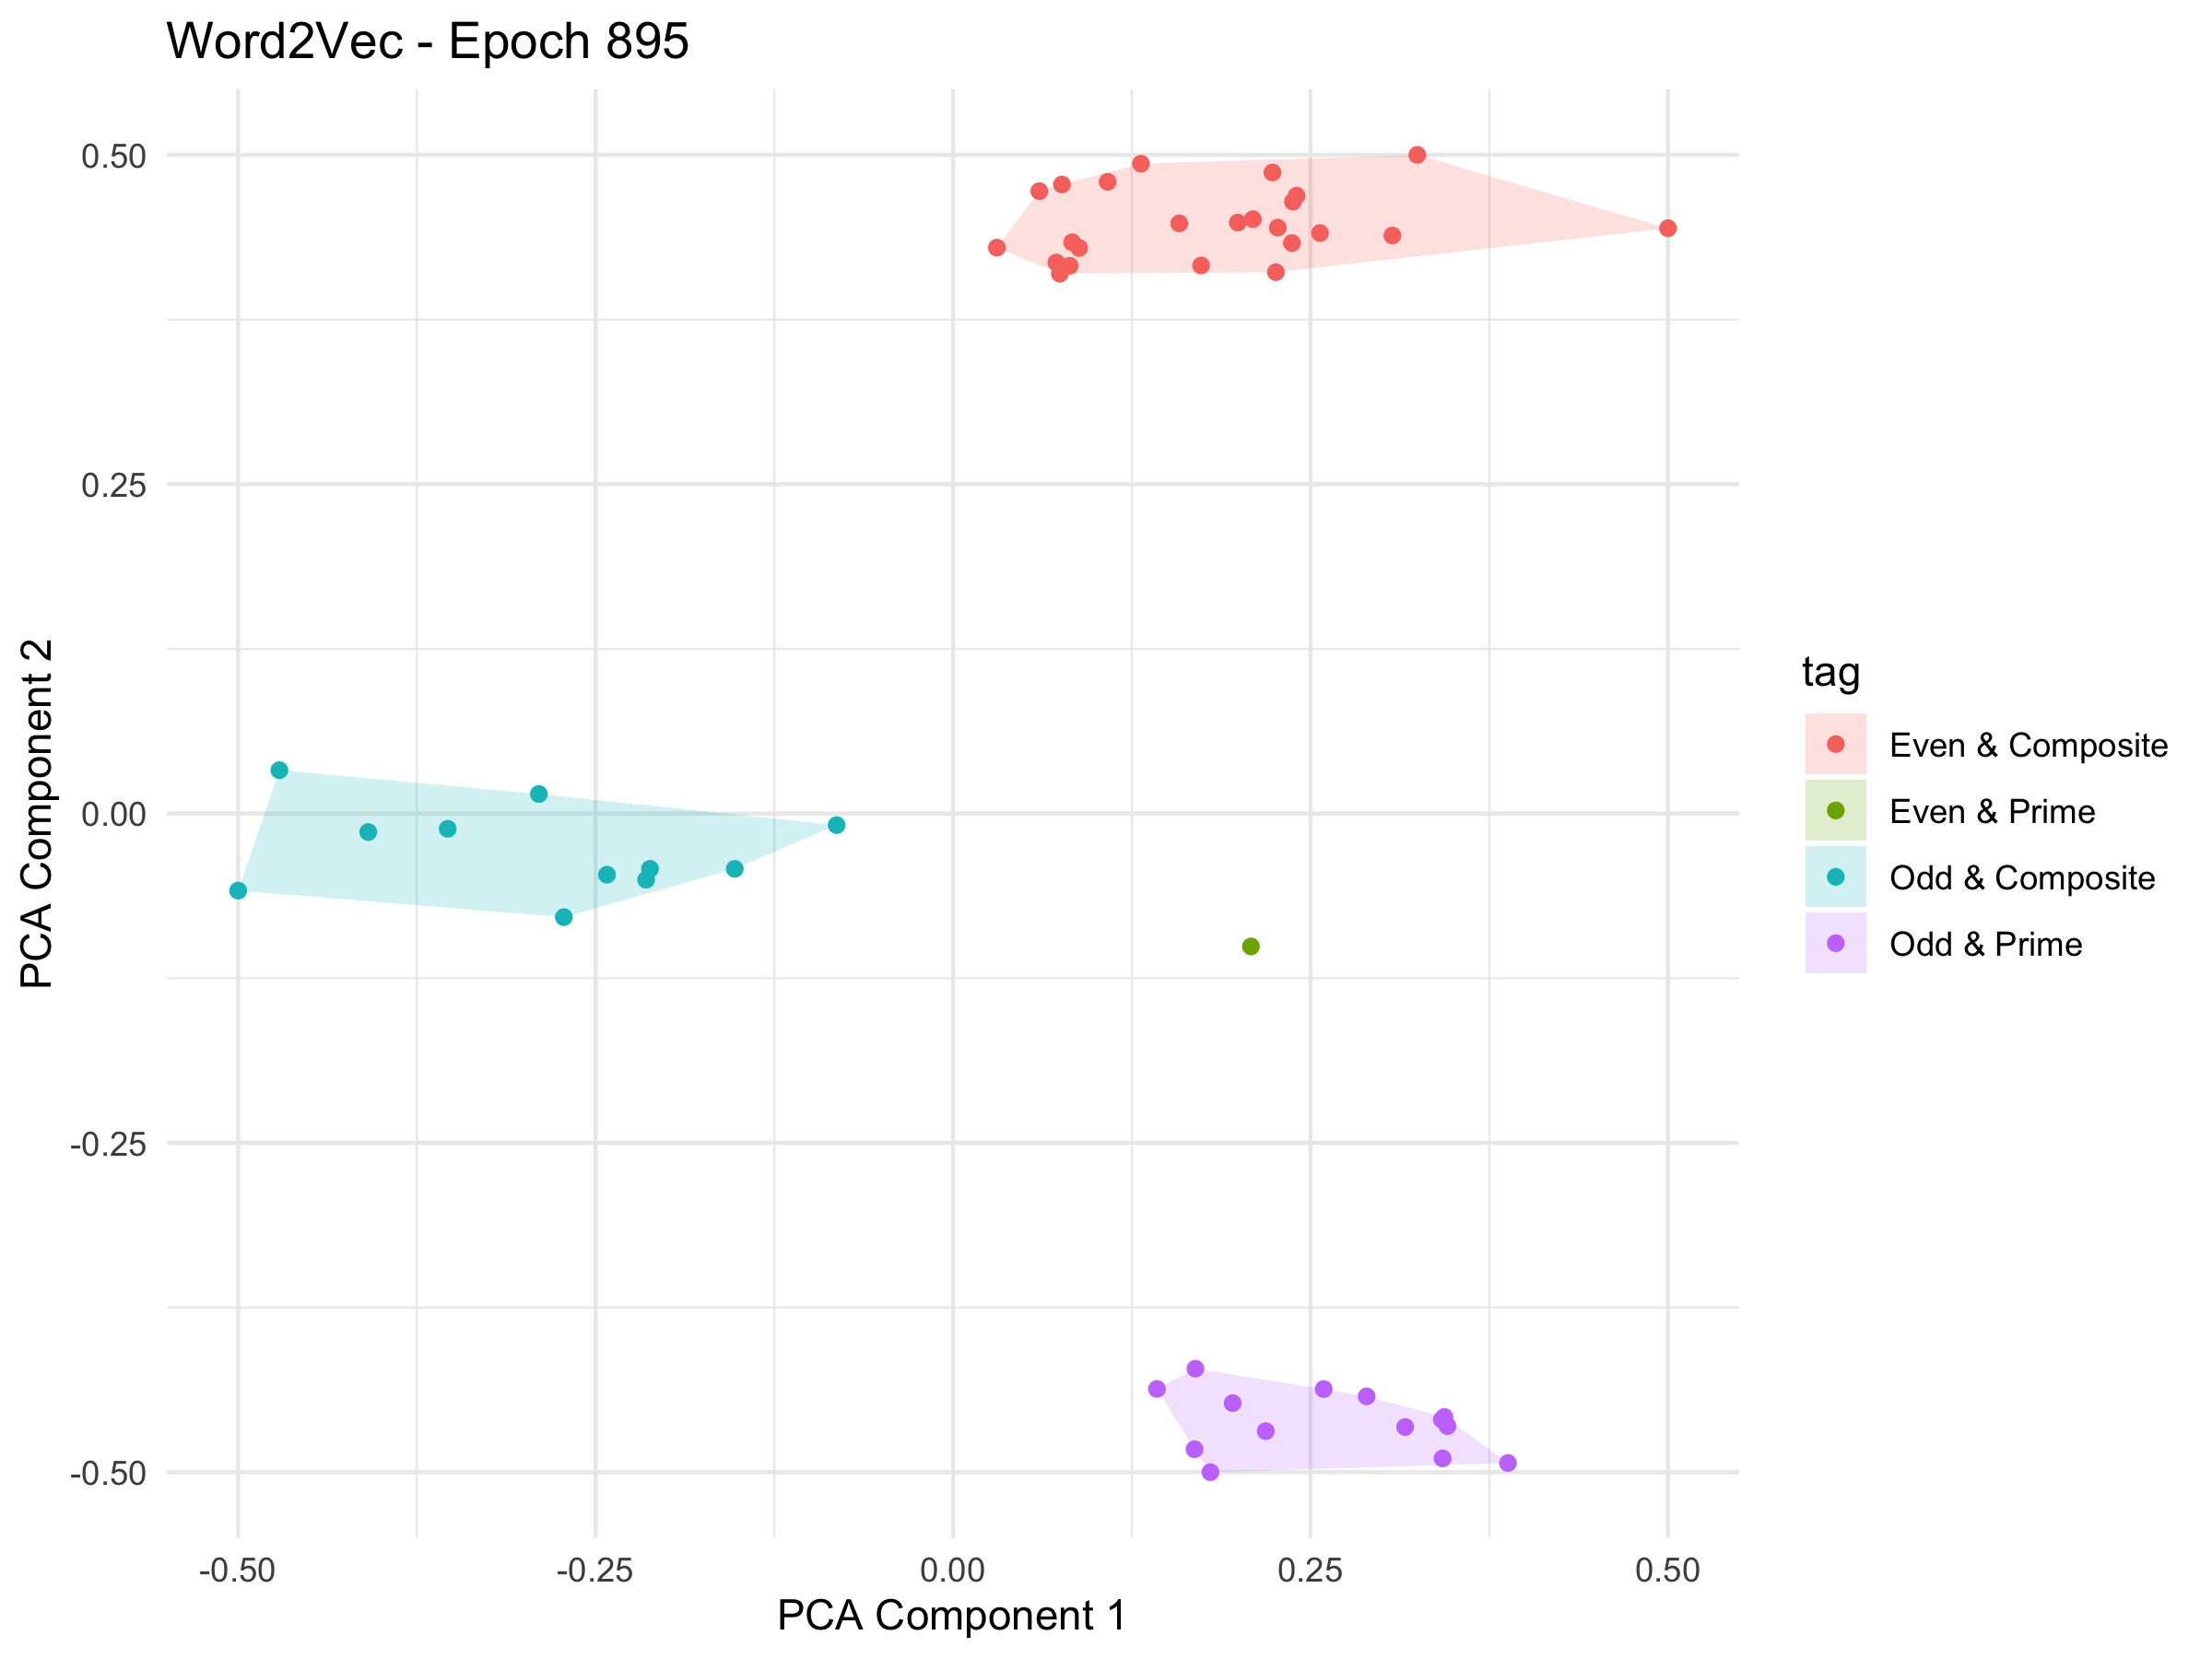 Word2Vec - Epoch 895
PCA Component 2
0.50
0.25
0.00
-0.25
-0.50
-0.50
-0.25
0.00
0.25
0.50
PCA Component 1
tag
Even & Composite
Even & Prime
Odd & Composite
Odd & Prime